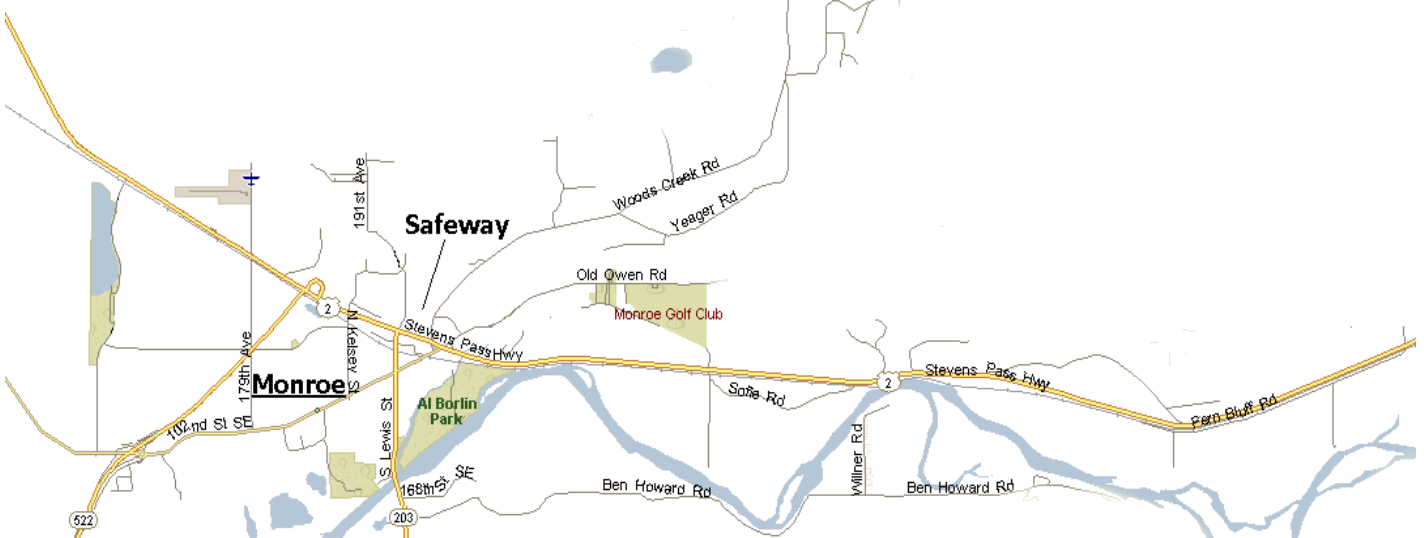 Woods Creek Rd
191st Ave
Yeager Rd
Safeway
Old Owen Rd
2
Monroe Golf Club
Stevens Pass Hwy
N Kelsey St
179th Ave
Stevens Pass Hwy
2
Monroe
Sofie Rd
Al Borlin
Park
Fern Bluff Rd
102nd St SE
S Lewis St
Willner Rd
168th St SE
Ben Howard Rd
Ben Howard Rd
522
203